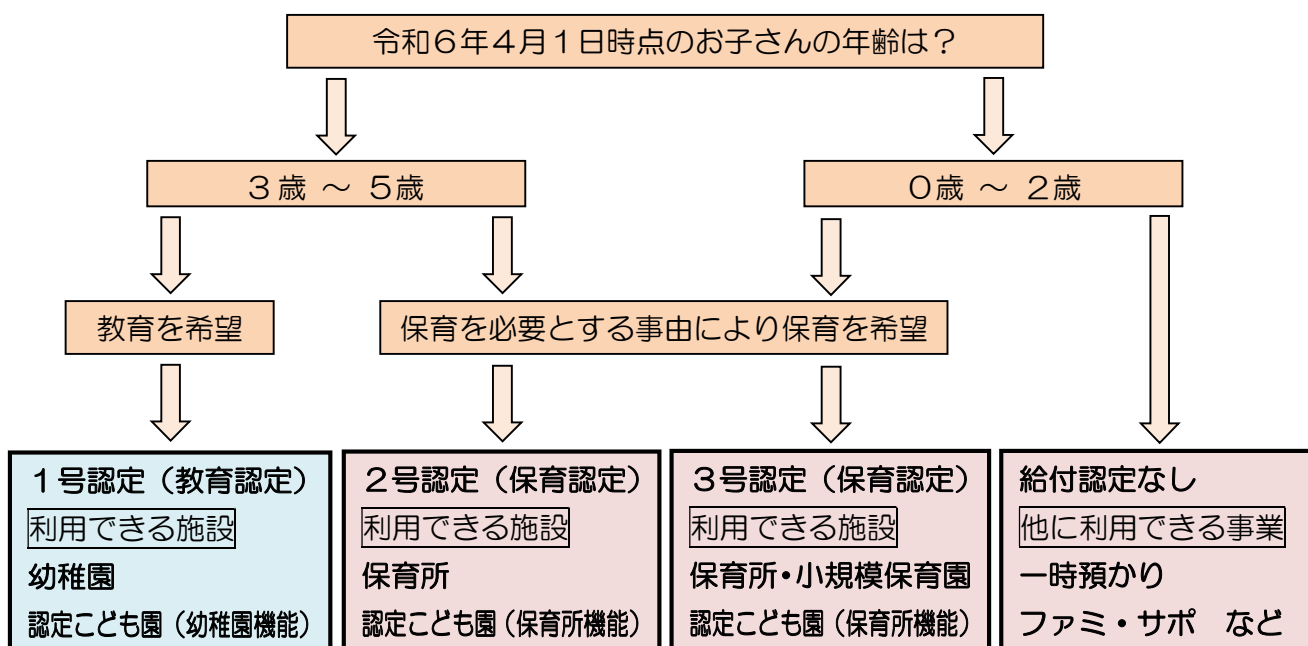 令和６年４月１日時点のお子さんの年齢は？
３歳 ～ ５歳
０歳 ～ ２歳
教育を希望
保育を必要とする事由により保育を希望
１号認定（教育認定）
利用できる施設
幼稚園
認定こども園（幼稚園機能）
２号認定（保育認定）
利用できる施設
保育所
認定こども園（保育所機能）
３号認定（保育認定）
利用できる施設
保育所・小規模保育園
認定こども園（保育所機能）
給付認定なし
他に利用できる事業
一時預かり
ファミ・サポ　など